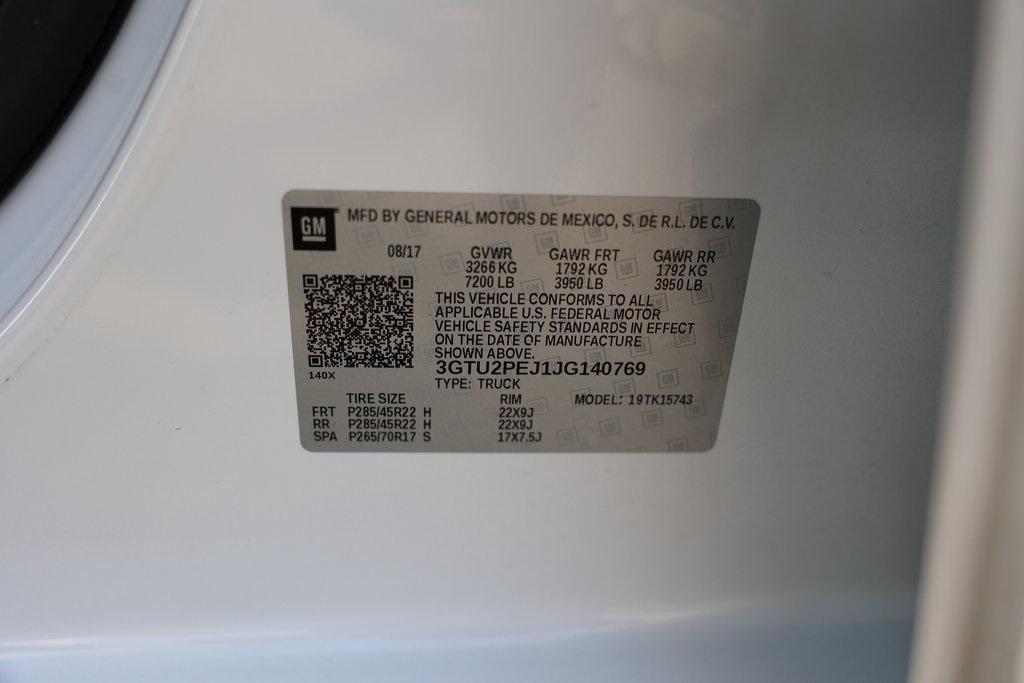 GM MFD BY GENERAL MOTORS DE MEXICO, S. DE R.L. DE C.V.
08/17 GVWR GAWR FRT GAWR RR
3266 KG 1792 KG 1792 KG
7200 LB 3950 LB 3950 LB
THIS VEHICLE CONFORMS TO ALL
APPLICABLE U.S. FEDERAL MOTOR
VEHICLE SAFETY STANDARDS IN EFFECT
ON THE DATE OF MANUFACTURE
SHOWN ABOVE.
3GTU2PEJ1JG140769
140X
TYPE: TRUCK
TIRE SIZE RIM MODEL: 19TK15743
FRT P285/45R22 H 22X9J
RR P285/45R22 H 22X9J
SPA P265/70R17 S 17X7.5J